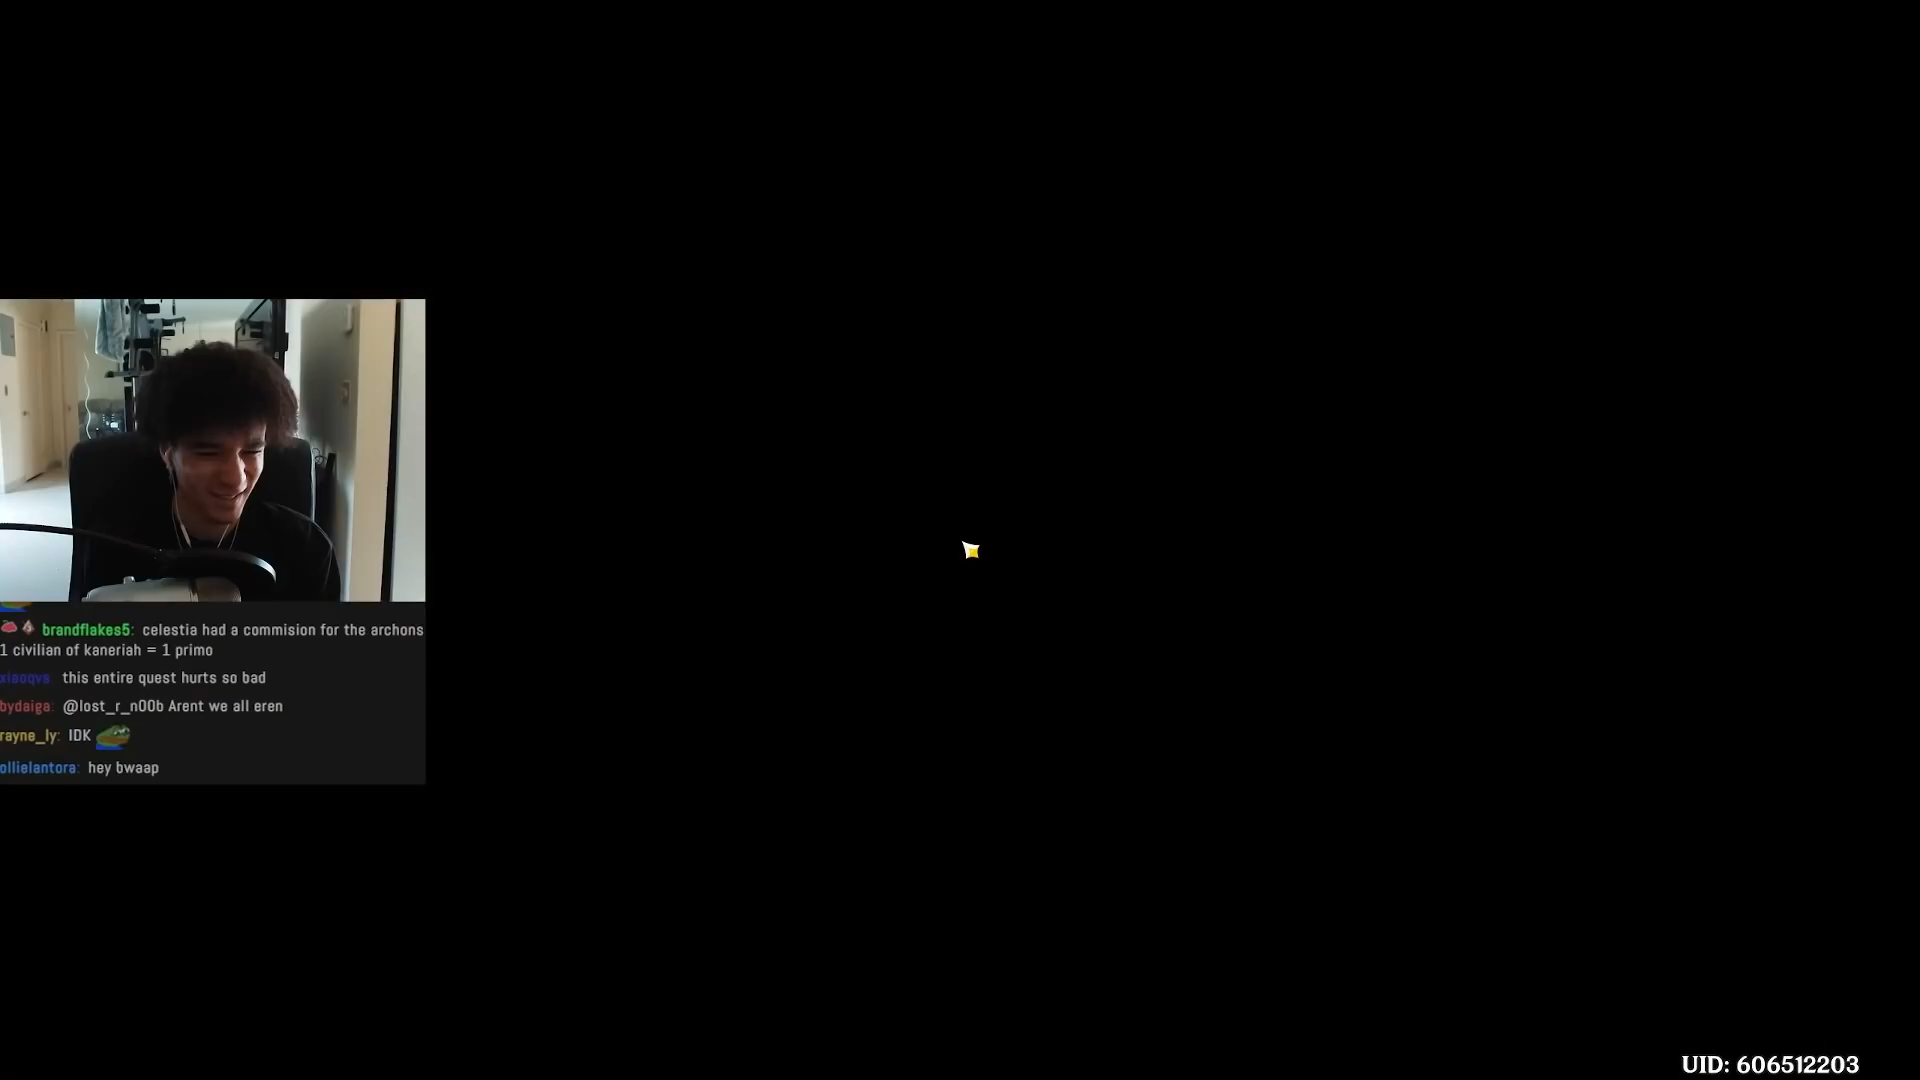 brandflakes5: celestia had a commision for the archons
1 civilian of kaneriah = 1 primo
xiaoqvs this entire quest hurts so bad
bydaiga: @lost_r_n00b Arent we all eren
rayne_ly: IDK
ollielantora: hey bwaap
UID: 606512203